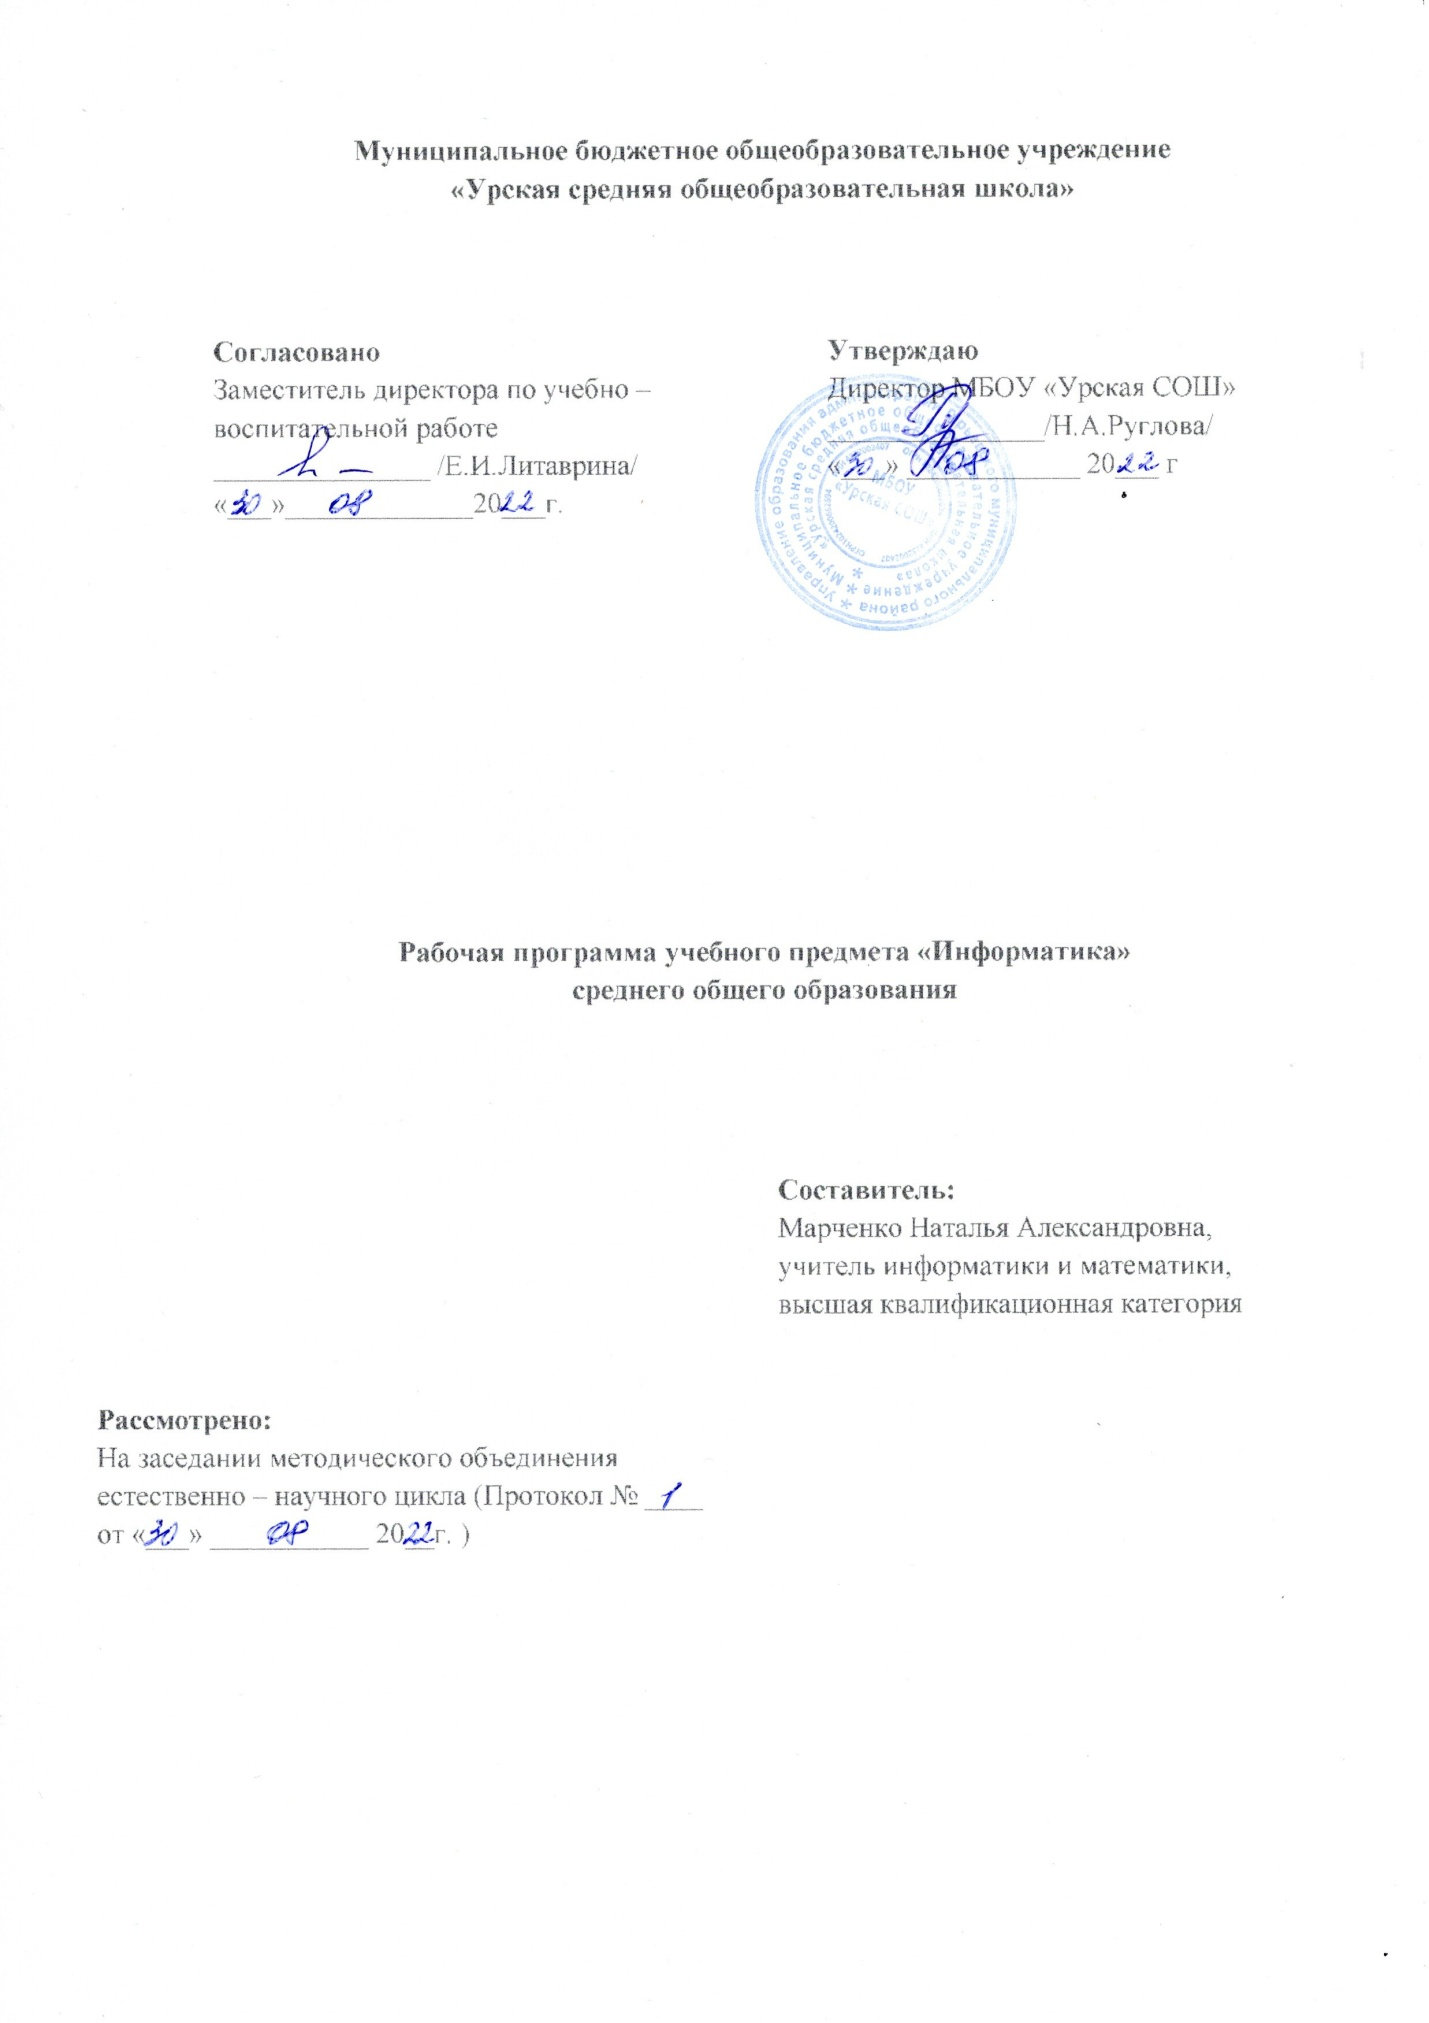 Муниципальное бюджетное общеобразовательное учреждение
«Урская средняя общеобразовательная школа»
Согласовано
Заместитель директора по учебно –
воспитательной работе
/Е.И.Литаврина/
«30» 08 2022 г.
Утверждаю
Директор МБОУ «Урская СОШ»
/Н.А.Руглова/
«30» 08 2022 г
МБОУ
«Урская СОШ»
Рабочая программа учебного предмета «Информатика»
среднего общего образования
Составитель:
Марченко Наталья Александровна,
учитель информатики и математики,
высшая квалификационная категория
Рассмотрено:
На заседании методического объединения
естественно – научного цикла (Протокол № 1
от «30» 08 2022г. )